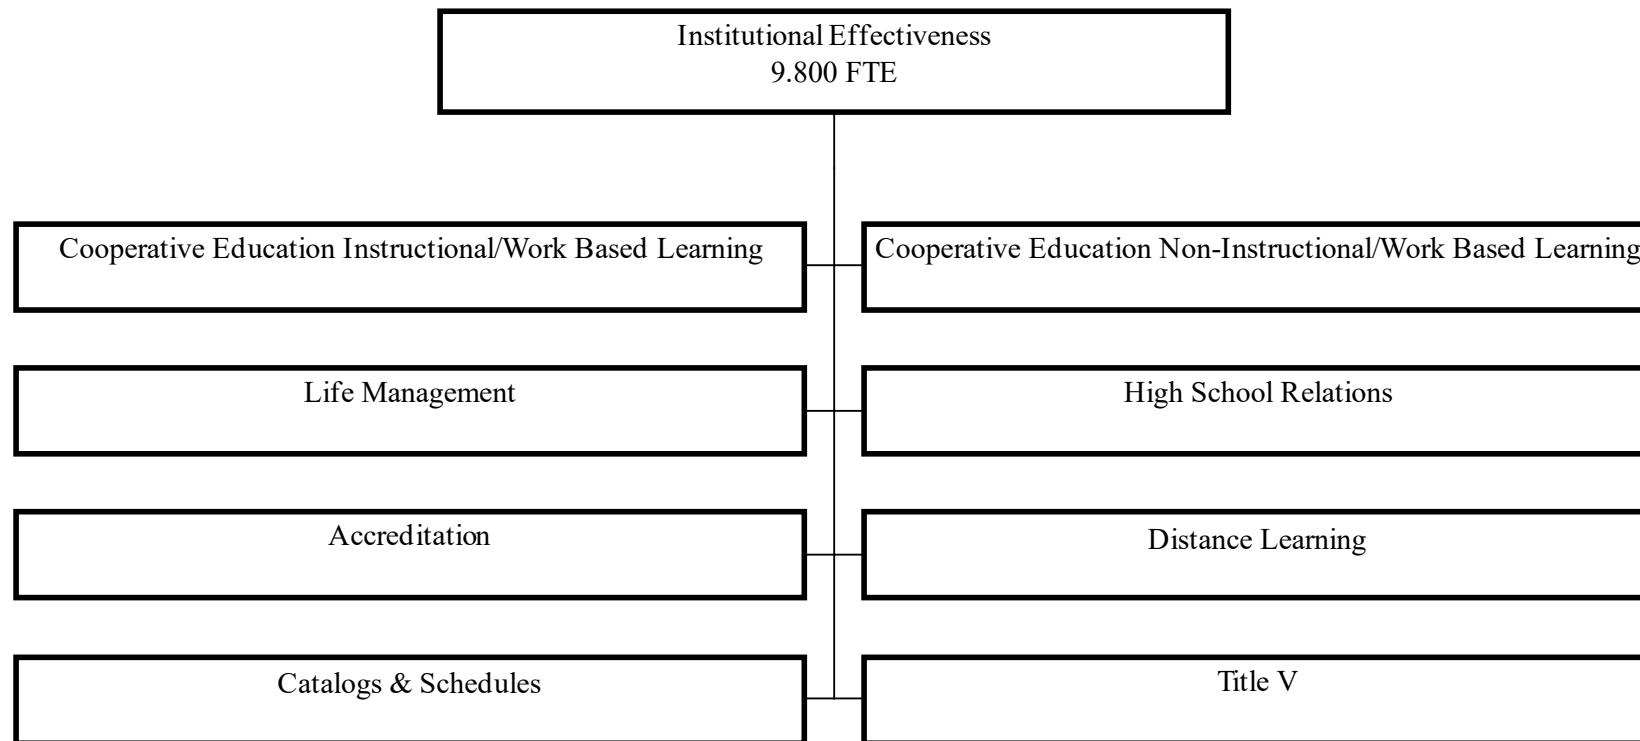 Institutional Effectiveness
9.800 FTE
Cooperative Education Instructional/Work Based Learning
Cooperative Education Non-Instructional/Work Based Learning
Life Management
High School Relations
Accreditation
Distance Learning
Catalogs & Schedules
Title V